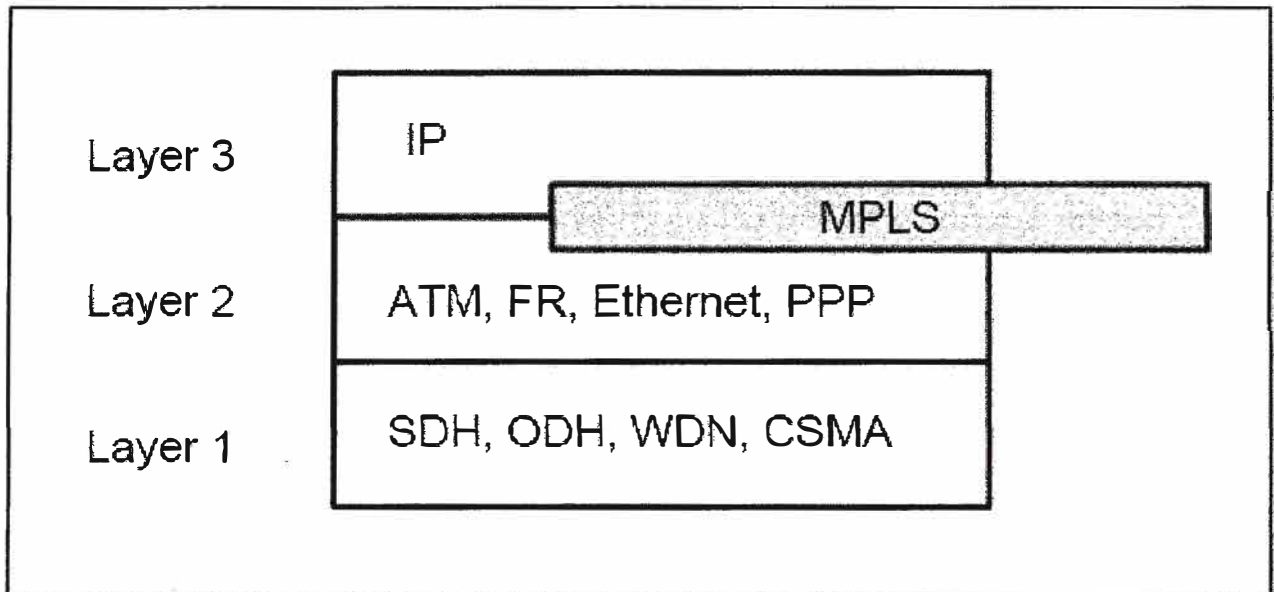 Layer 3
IP
MPLS
Layer 2
ATM, FR, Ethernet, PPP
Layer 1
SDH, ODH, WDN, CSMA